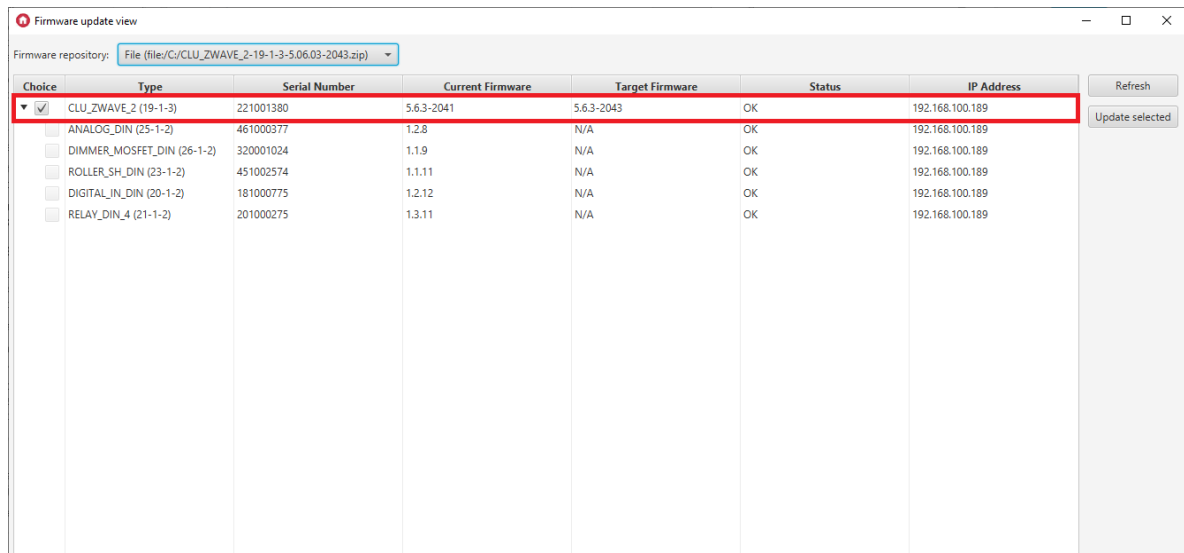 Firmware update view
Firmware repository: File (file:/C:/CLU_ZWAVE_2-19-1-3-5.06.03-2043.zip)
Choice Type Serial Number Current Firmware Target Firmware Status IP Address Refresh
CLU_ZWAVE_2 (19-1-3) 221001380 5.6.3-2041 5.6.3-2043 OK 192.168.100.189
Update selected
ANALOG_DIN (25-1-2) 461000377 1.2.8 N/A OK 192.168.100.189
DIMMER_MOSFET_DIN (26-1-2) 320001024 1.1.9 N/A OK 192.168.100.189
ROLLER_SH_DIN (23-1-2) 451002574 1.1.11 N/A OK 192.168.100.189
DIGITAL_IN_DIN (20-1-2) 181000775 1.2.12 N/A OK 192.168.100.189
RELAY_DIN_4 (21-1-2) 201000275 1.3.11 N/A OK 192.168.100.189